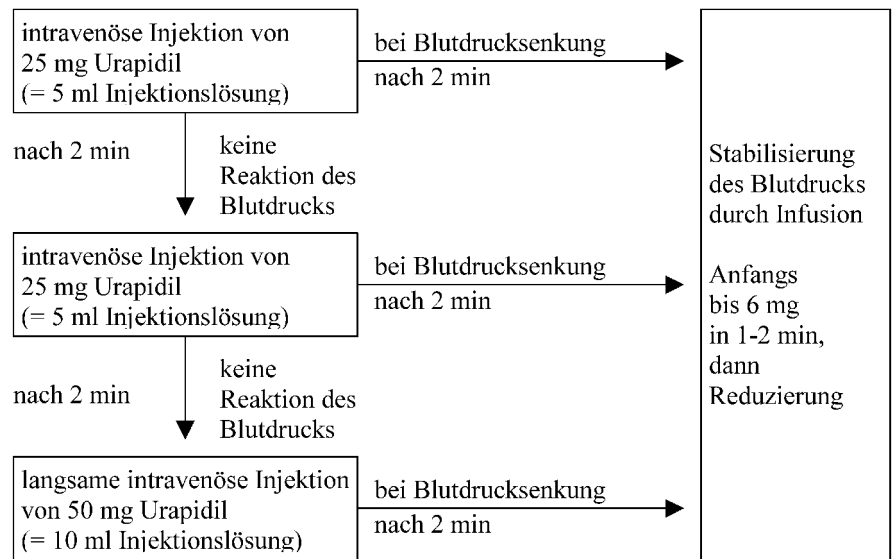 intravenöse Injektion von
25 mg Urapidil
(= 5 ml Injektionslösung)
bei Blutdrucksenkung
nach 2 min
nach 2 min
keine
Reaktion des
Blutdrucks
intravenöse Injektion von
25 mg Urapidil
(= 5 ml Injektionslösung)
bei Blutdrucksenkung
nach 2 min
nach 2 min
keine
Reaktion des
Blutdrucks
langsame intravenöse Injektion
von 50 mg Urapidil
(= 10 ml Injektionslösung)
bei Blutdrucksenkung
nach 2 min
Stabilisierung
des Blutdrucks
durch Infusion
Anfangs
bis 6 mg
in 1-2 min,
dann
Reduzierung